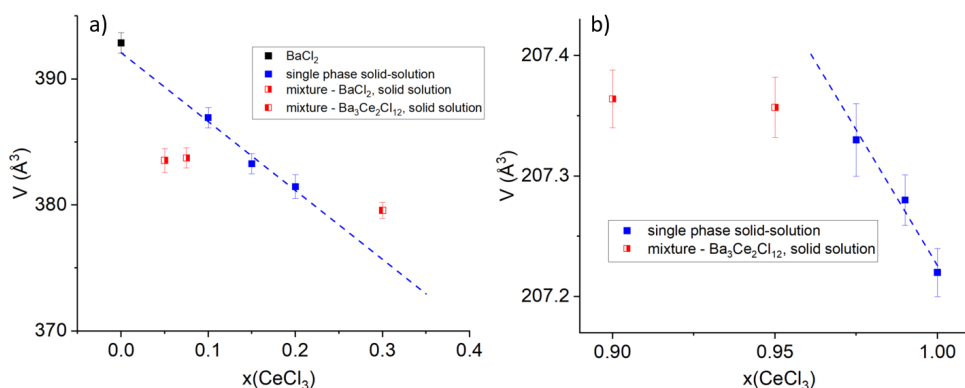 a)
BaCl₂
single phase solid-solution
mixture - BaCl₂, solid solution
mixture - Ba₃Ce₂Cl₁₂, solid solution
390
380
370
V (Å³)
0.0 0.1 0.2 0.3 0.4
x(CeCl₃)
b)
207.4
207.3
207.2
V (Å³)
single phase solid-solution
mixture - Ba₃Ce₂Cl₁₂, solid solution
0.90 0.95 1.00
x(CeCl₃)